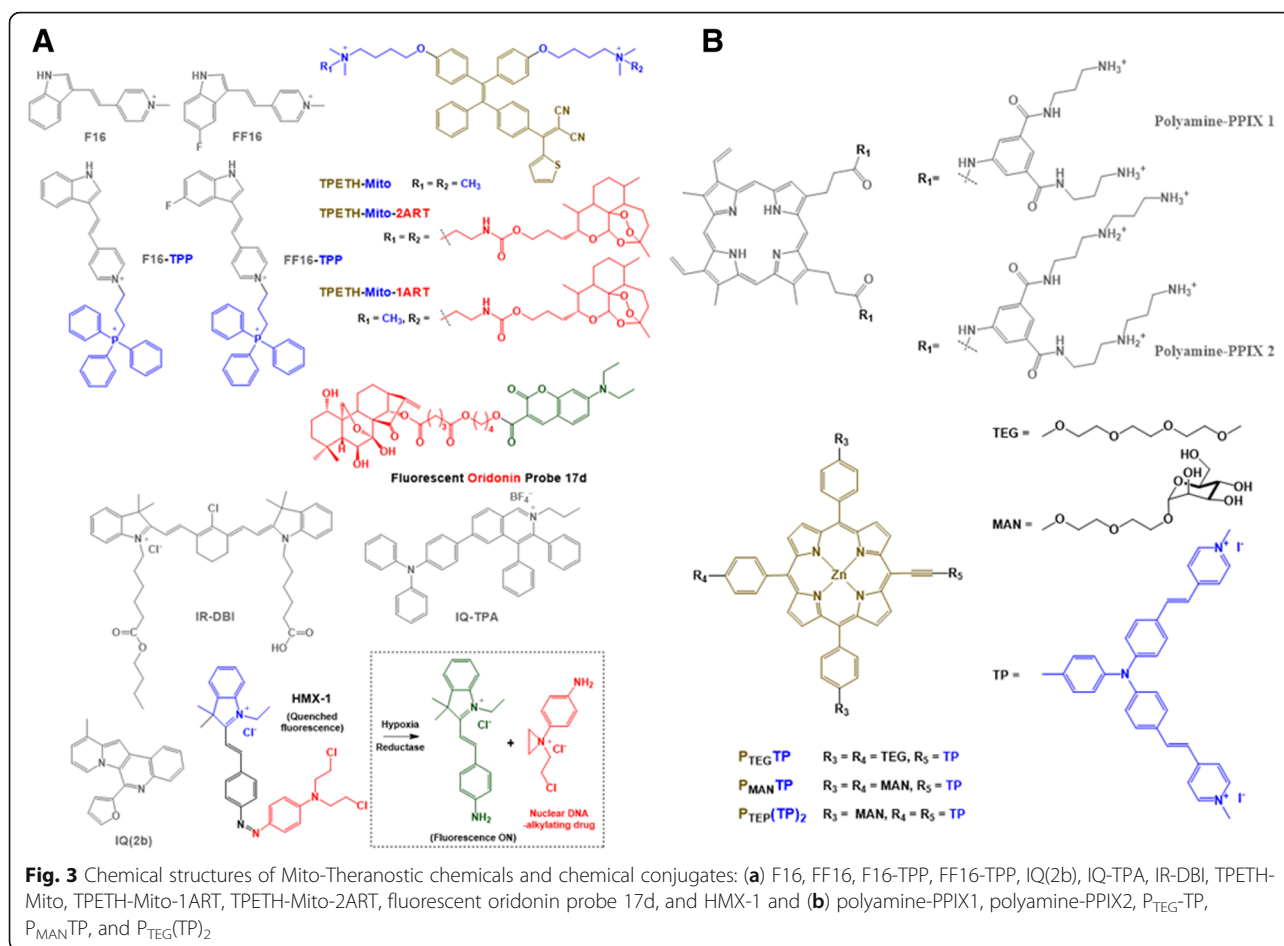 A
B
F16
FF16
F16-TPP
FF16-TPP
TPETH-Mito R1 = R2 = CH3
TPETH-Mito-2ART
R1 = R2 =
TPETH-Mito-1ART
R1 = CH3, R2 =
Fluorescent Oridonin Probe 17d
IR-DBI
IQ-TPA
IQ(2b)
HMX-1
(Quenched fluorescence)
Hypoxia
Reductase
(Fluorescence ON)
Nuclear DNA
-alkylating drug
Polyamine-PPIX 1
R1=
Polyamine-PPIX 2
R1=
TEG =
MAN =
TP =
PTEGTP R3 = R4 = TEG, R5 = TP
PMANTP R3 = R4 = MAN, R5 = TP
PTEP(TP)2 R3 = MAN, R4 = R5 = TP
Fig. 3 Chemical structures of Mito-Theranostic chemicals and chemical conjugates: (a) F16, FF16, F16-TPP, FF16-TPP, IQ(2b), IQ-TPA, IR-DBI, TPETH-
Mito, TPETH-Mito-1ART, TPETH-Mito-2ART, fluorescent oridonin probe 17d, and HMX-1 and (b) polyamine-PPIX1, polyamine-PPIX2, PTEG-TP,
PMANTP, and PTEG(TP)2